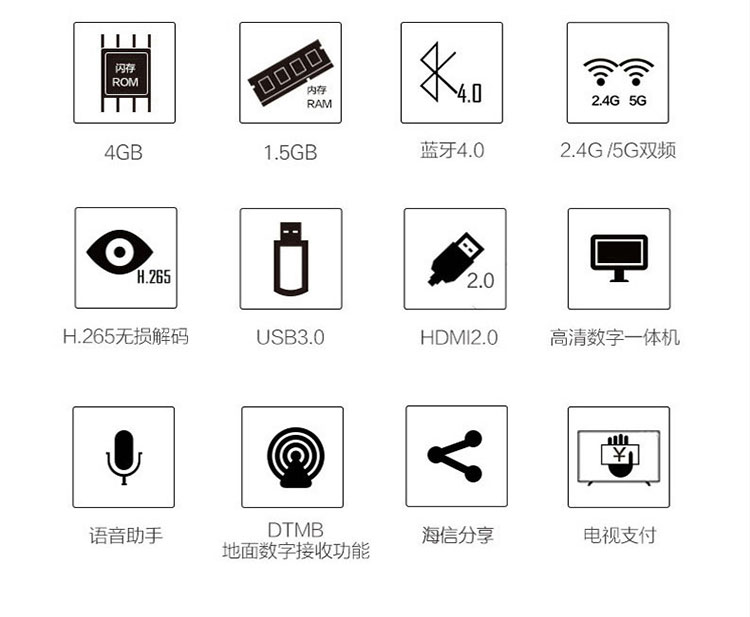 闪存
ROM
内存
RAM
4.0
2.4G 5G
4GB
1.5GB
蓝牙4.0
2.4G /5G双频
H.265
2.0
H.265无损解码
USB3.0
HDMI2.0
高清数字一体机
¥
语音助手
DTMB
地面数字接收功能
海信分享
电视支付